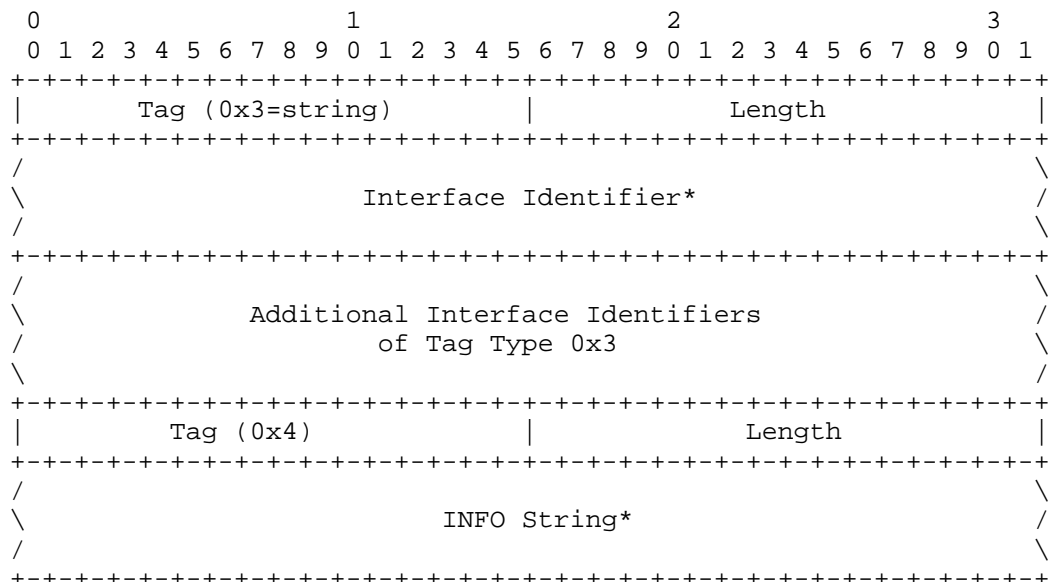 0                   1                   2                   3
 0 1 2 3 4 5 6 7 8 9 0 1 2 3 4 5 6 7 8 9 0 1 2 3 4 5 6 7 8 9 0 1
+-+-+-+-+-+-+-+-+-+-+-+-+-+-+-+-+-+-+-+-+-+-+-+-+-+-+-+-+-+-+-+-+
|       Tag (0x3=string)        |            Length             |
+-+-+-+-+-+-+-+-+-+-+-+-+-+-+-+-+-+-+-+-+-+-+-+-+-+-+-+-+-+-+-+-+
/                                                               \
\                     Interface Identifier*                     /
/                                                               \
+-+-+-+-+-+-+-+-+-+-+-+-+-+-+-+-+-+-+-+-+-+-+-+-+-+-+-+-+-+-+-+-+
/                                                               \
\              Additional Interface Identifiers                 /
/                      of Tag Type 0x3                          \
\                                                               /
+-+-+-+-+-+-+-+-+-+-+-+-+-+-+-+-+-+-+-+-+-+-+-+-+-+-+-+-+-+-+-+-+
|         Tag (0x4)             |             Length            |
+-+-+-+-+-+-+-+-+-+-+-+-+-+-+-+-+-+-+-+-+-+-+-+-+-+-+-+-+-+-+-+-+
/                                                               \
\                          INFO String*                         /
/                                                               \
+-+-+-+-+-+-+-+-+-+-+-+-+-+-+-+-+-+-+-+-+-+-+-+-+-+-+-+-+-+-+-+-+